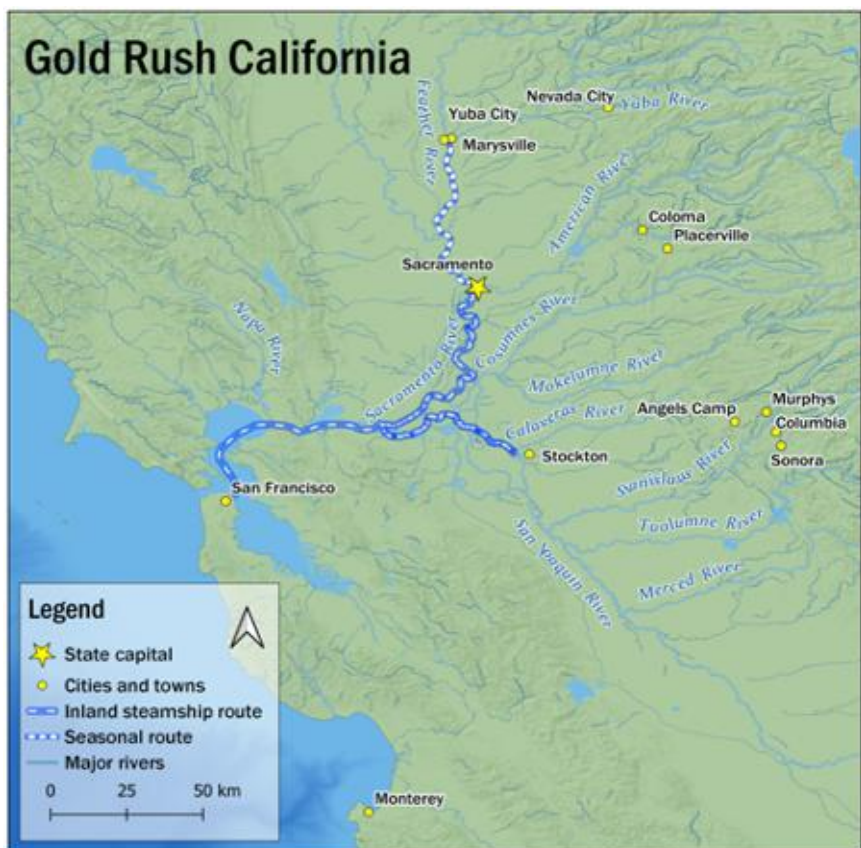 Gold Rush California
Feather River
Yuba City
Marysville
Nevada City
Yuba River
American River
Coloma
Placerville
Sacramento
Napa River
Sacramento River
Cosumnes River
Mokelumne River
Calaveras River
Angels Camp
Murphys
Columbia
Sonora
Stockton
Stanislaus River
San Francisco
Toolumne River
San Joaquin River
Merced River
Legend
State capital
Cities and towns
Inland steamship route
Seasonal route
Major rivers
0 25 50 km
Monterey